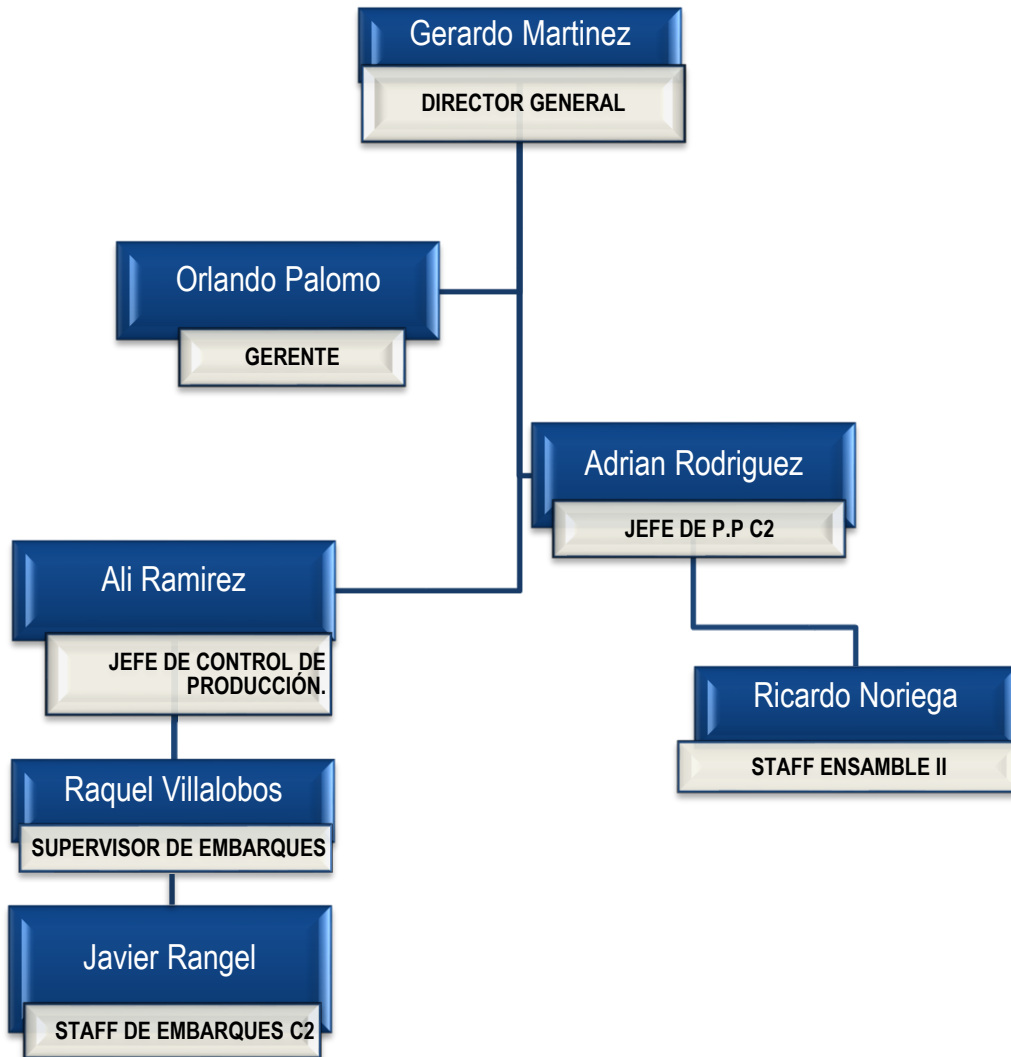 Gerardo Martinez
DIRECTOR GENERAL
Orlando Palomo
GERENTE
Adrian Rodriguez
JEFE DE P.P C2
Ali Ramirez
JEFE DE CONTROL DE
PRODUCCIÓN.
Ricardo Noriega
STAFF ENSAMBLE II
Raquel Villalobos
SUPERVISOR DE EMBARQUES
Javier Rangel
STAFF DE EMBARQUES C2